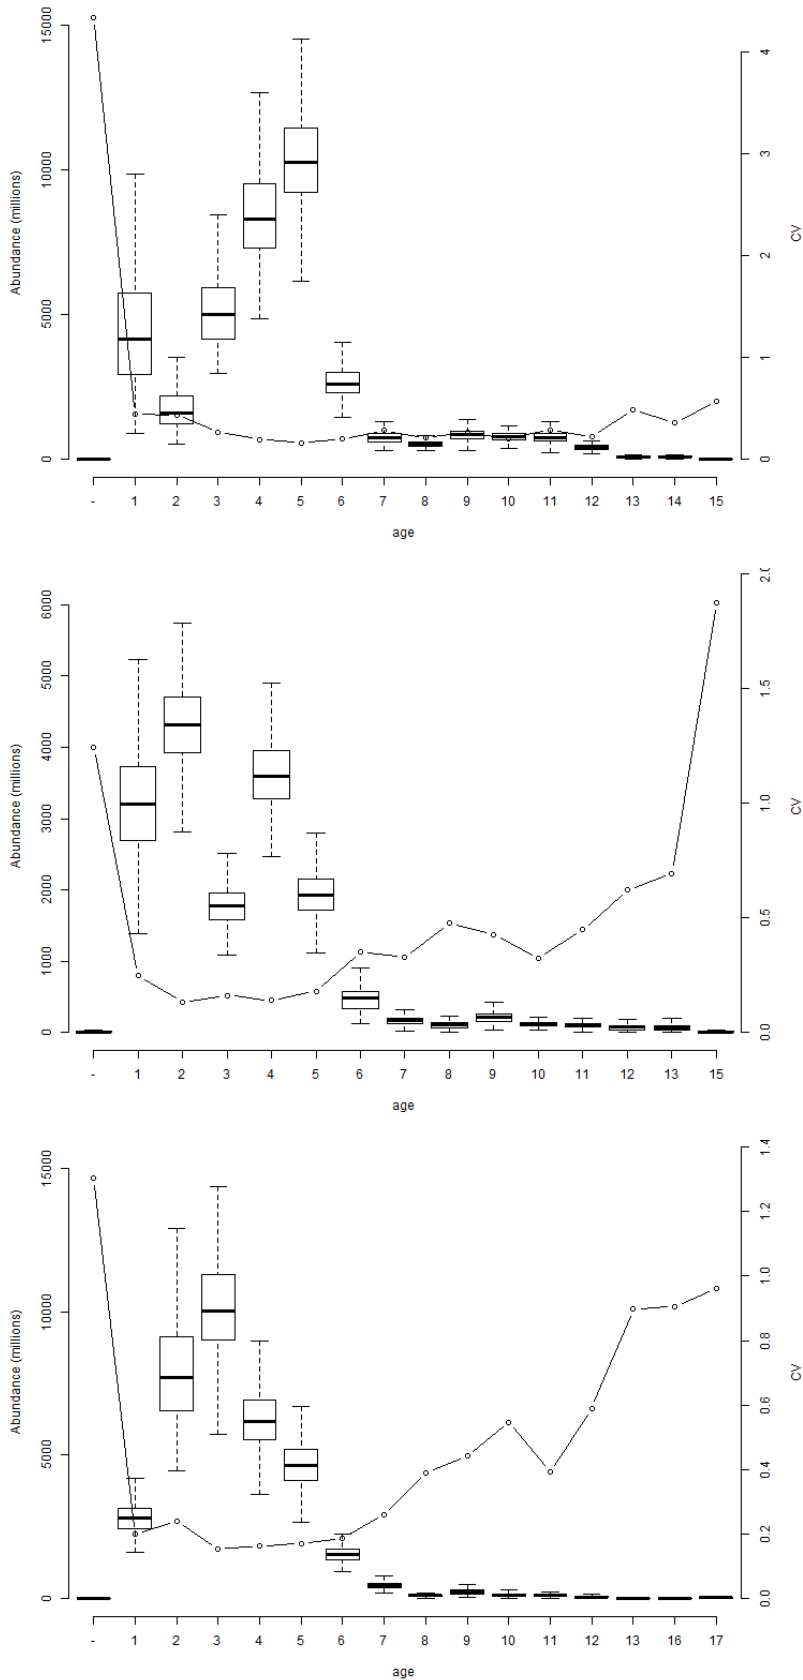 Abundance (millions)
0 5000 10000 15000
CV
0 1 2 3 4
- 1 2 3 4 5 6 7 8 9 10 11 12 13 14 15
age
Abundance (millions)
0 1000 2000 3000 4000 5000 6000
CV
0.0 0.5 1.0 1.5 2.0
- 1 2 3 4 5 6 7 8 9 10 11 12 13 15
age
Abundance (millions)
0 5000 10000 15000
CV
0.0 0.2 0.4 0.6 0.8 1.0 1.2 1.4
- 1 2 3 4 5 6 7 8 9 10 11 12 13 16 17
age